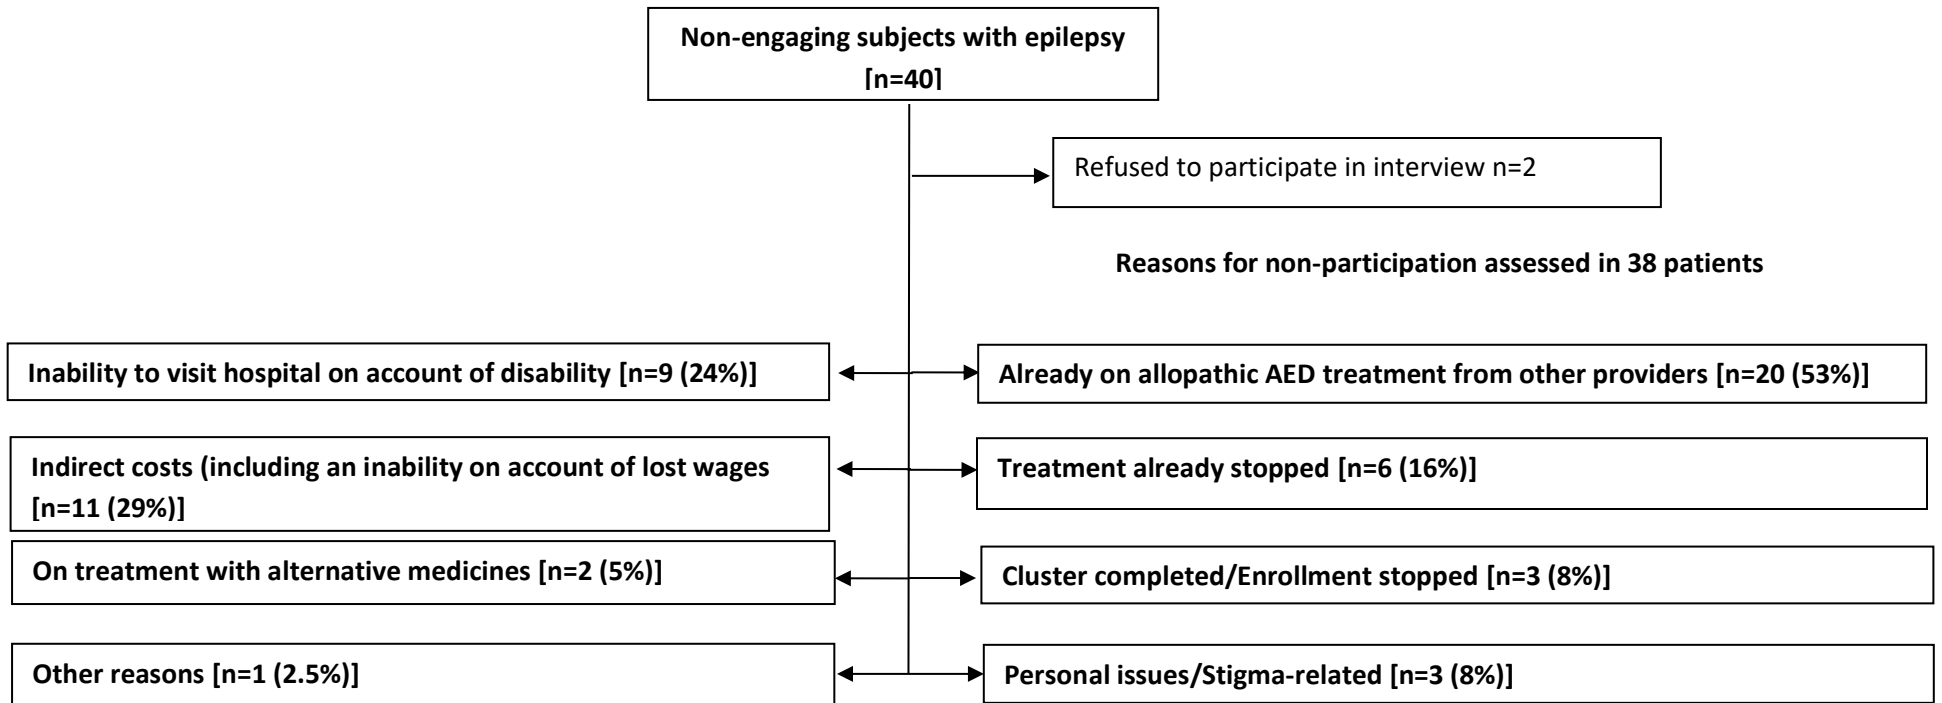 Non-engaging subjects with epilepsy
[n=40]
Refused to participate in interview n=2
Reasons for non-participation assessed in 38 patients
Inability to visit hospital on account of disability [n=9 (24%)]
Already on allopathic AED treatment from other providers [n=20 (53%)]
Indirect costs (including an inability on account of lost wages
[n=11 (29%)]
Treatment already stopped [n=6 (16%)]
On treatment with alternative medicines [n=2 (5%)]
Cluster completed/Enrollment stopped [n=3 (8%)]
Other reasons [n=1 (2.5%)]
Personal issues/Stigma-related [n=3 (8%)]